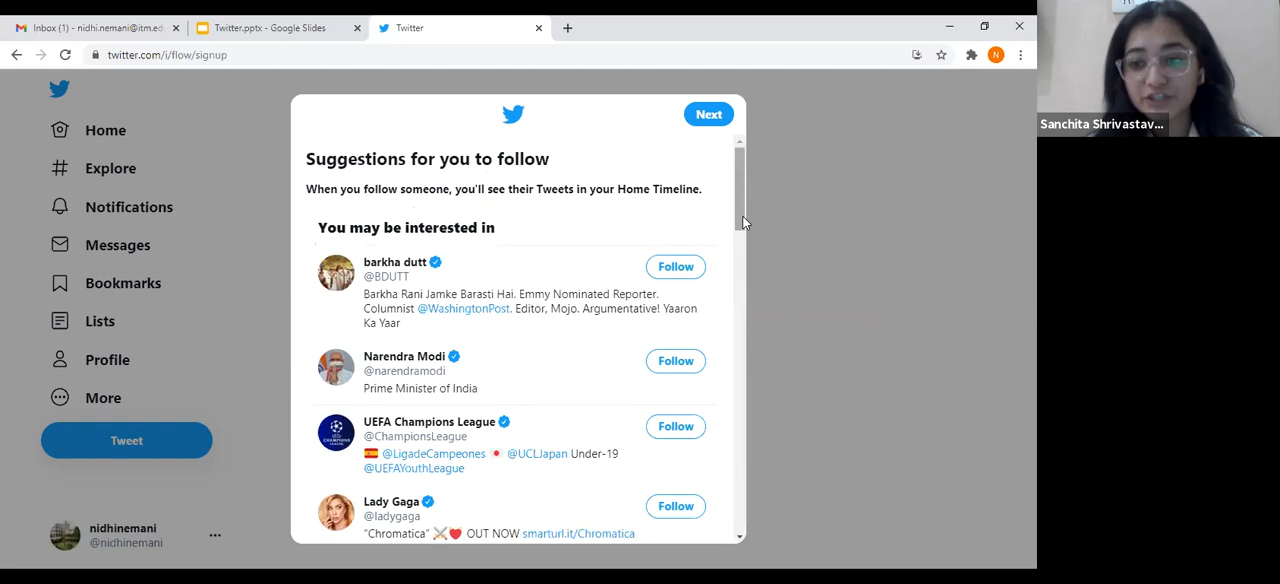 Inbox (1) - nidhi.nemani@itm.ed
Twitter.pptx - Google Slides
Twitter
twitter.com/i/flow/signup
N
Sanchita Shrivastav...
Home
Explore
Notifications
Messages
Bookmarks
Lists
Profile
More
Tweet
nidhinemani
@nidhinemani
Next
Suggestions for you to follow
When you follow someone, you'll see their Tweets in your Home Timeline.
You may be interested in
barkha dutt
@BDUTT
Follow
Barkha Rani Jamke Barasti Hai. Emmy Nominated Reporter.
Columnist @WashingtonPost. Editor, Mojo. Argumentative! Yaaron
Ka Yaar
Narendra Modi
@narendramodi
Follow
Prime Minister of India
UEFA Champions League
@ChampionsLeague
Follow
🇪🇸 @LigadeCampeones 🇯🇵 @UCLJapan Under-19
@UEFAYouthLeague
Lady Gaga
@ladygaga
Follow
"Chromatica" ⚔️❤️ OUT NOW smarturl.it/Chromatica